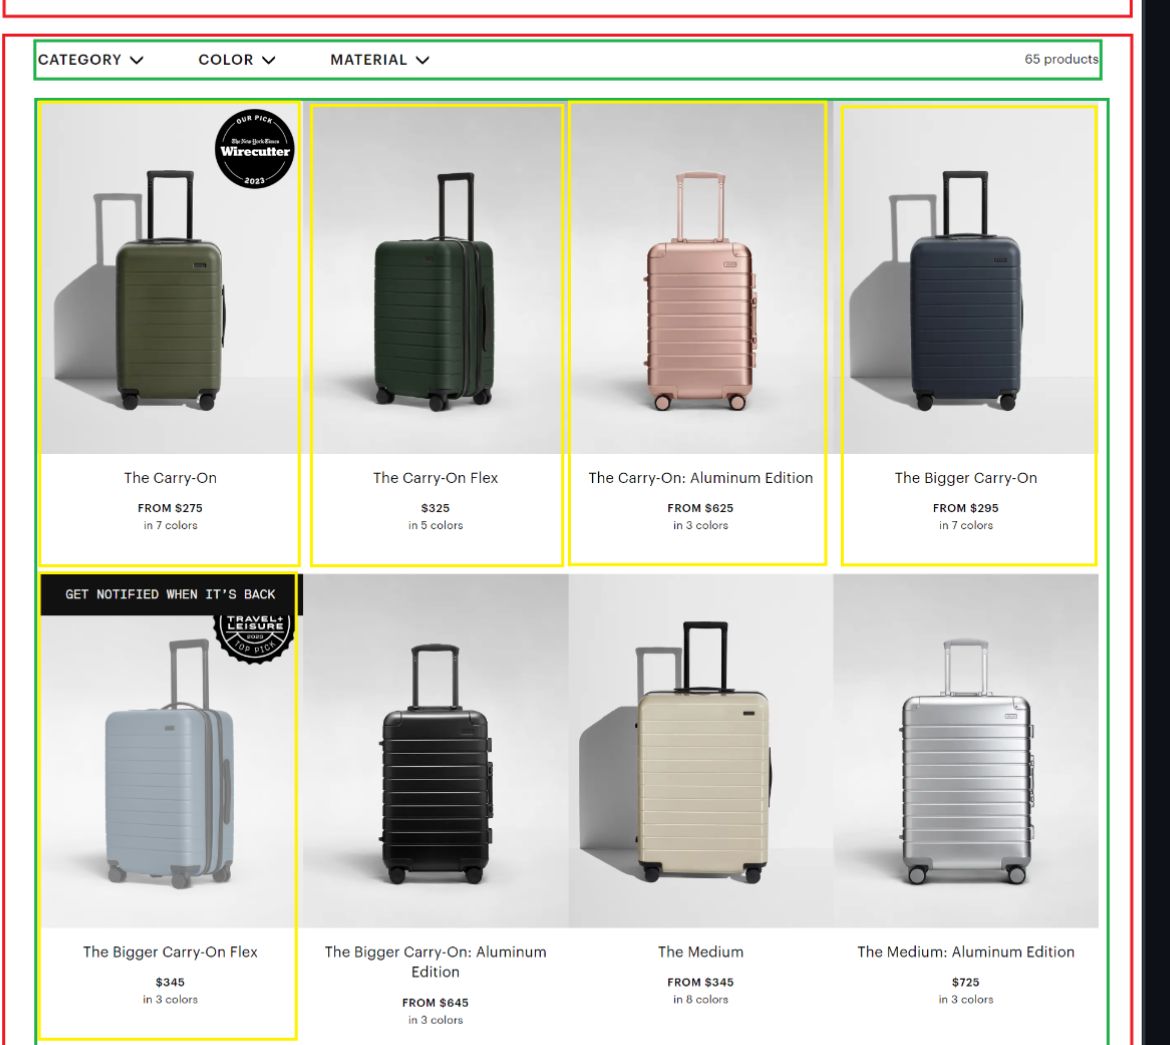 CATEGORY COLOR MATERIAL 65 products
OUR PICK
The New York Times
Wirecutter
2023
The Carry-On
FROM $275
in 7 colors
The Carry-On Flex
$325
in 5 colors
The Carry-On: Aluminum Edition
FROM $625
in 3 colors
The Bigger Carry-On
FROM $295
in 7 colors
GET NOTIFIED WHEN IT'S BACK
TRAVEL+
LEISURE
2023
TOP PICK
The Bigger Carry-On Flex
$345
in 3 colors
The Bigger Carry-On: Aluminum
Edition
FROM $645
in 3 colors
The Medium
FROM $345
in 8 colors
The Medium: Aluminum Edition
$725
in 3 colors